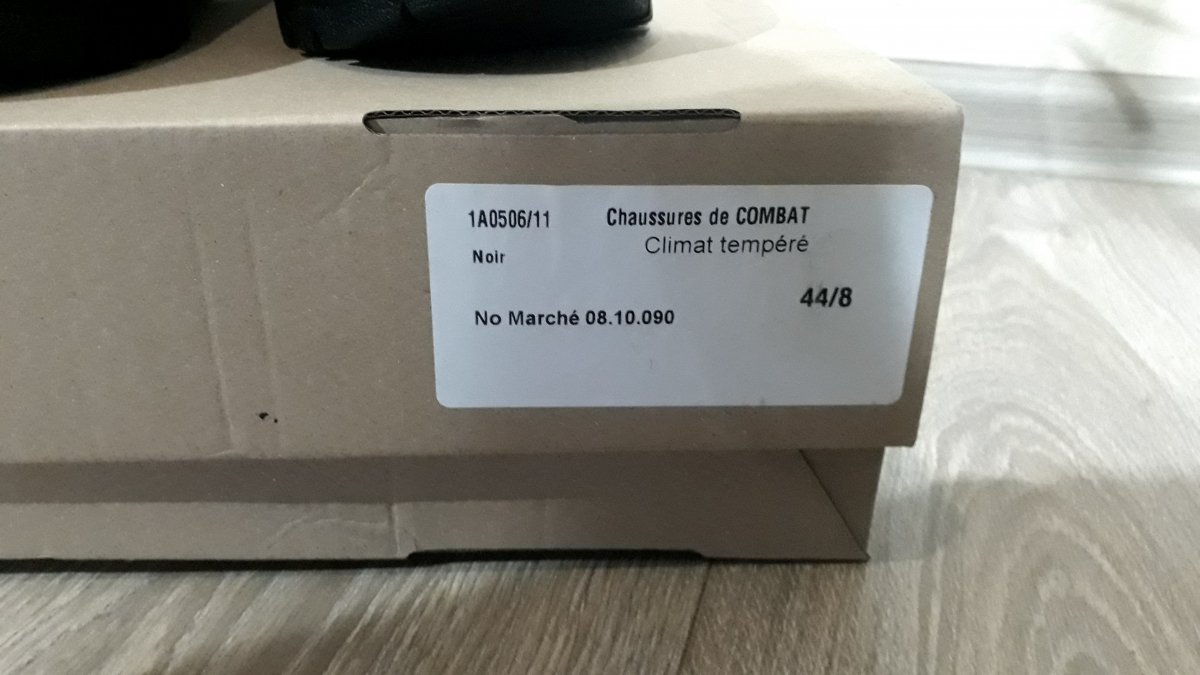 1A0506/11 Chaussures de COMBAT
Climat tempéré
Noir
44/8
No Marché 08.10.090